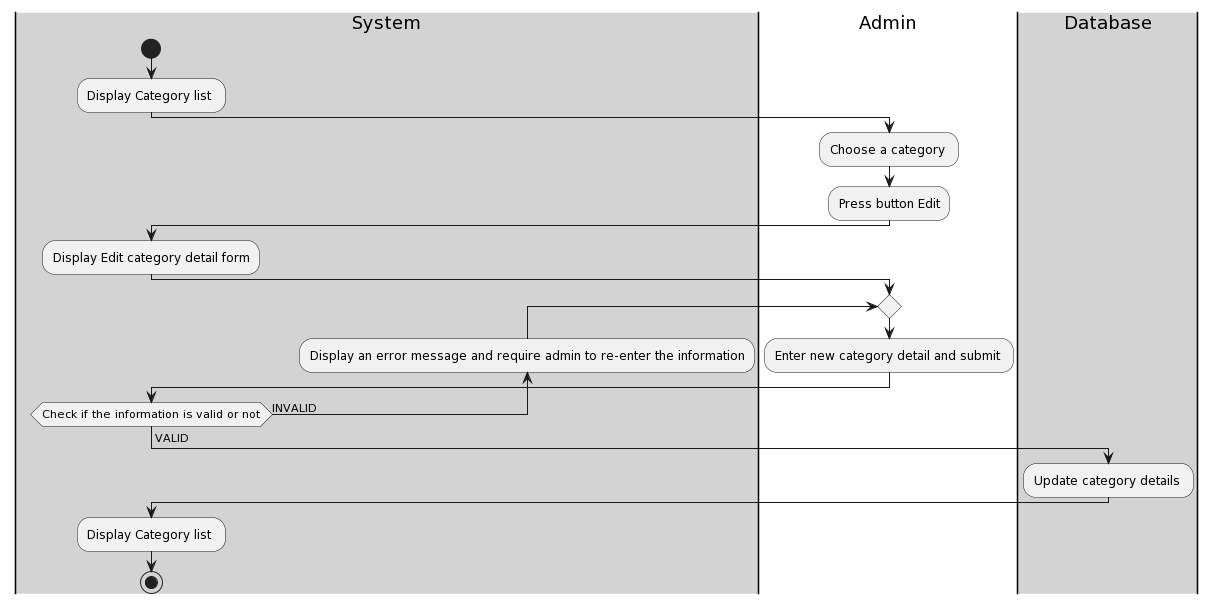 System
Admin
Database
Display Category list
Choose a category
Press button Edit
Display Edit category detail form
Display an error message and require admin to re-enter the information
Enter new category detail and submit
Check if the information is valid or not
INVALID
VALID
Update category details
Display Category list